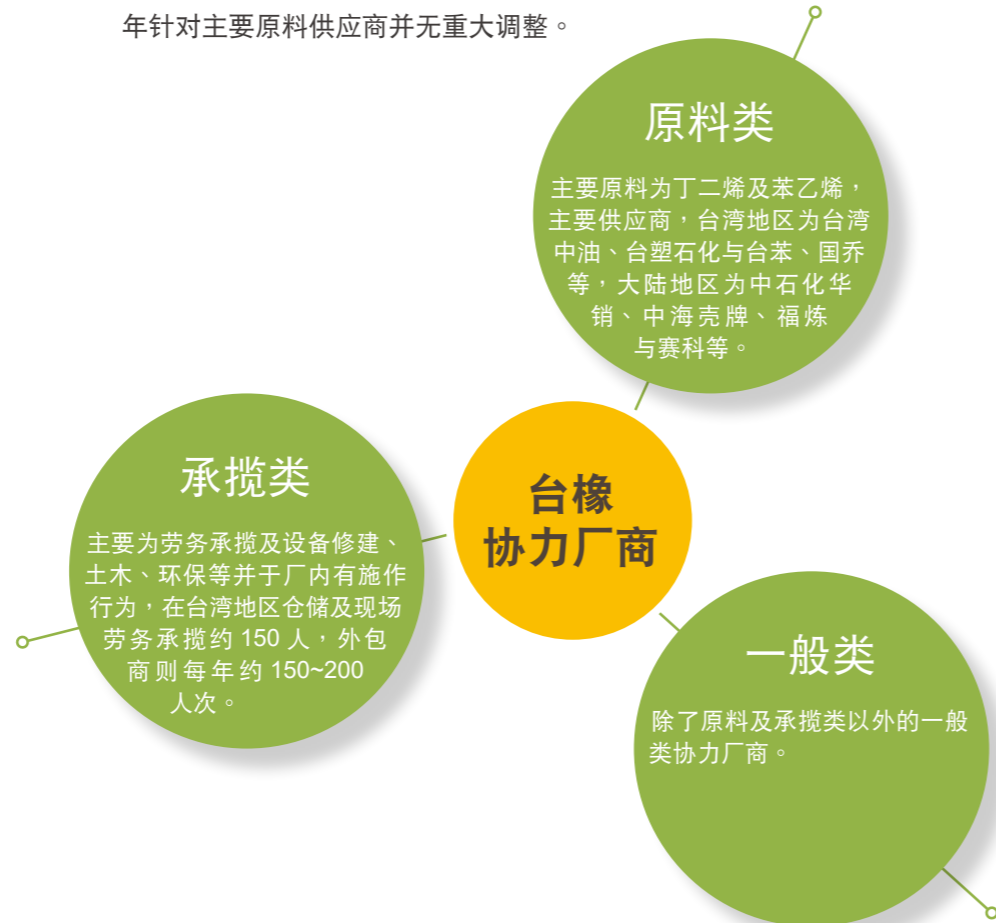 年针对主要原料供应商并无重大调整。
原料类
主要原料为丁二烯及苯乙烯，
主要供应商，台湾地区为台湾
中油、台塑石化与台苯、国乔
等，大陆地区为中石化华
销、中海壳牌、福炼
与赛科等。
承揽类
主要为劳务承揽及设备修建、
土木、环保等并于厂内有施作
行为，在台湾地区仓储及现场
劳务承揽约 150 人，外包
商则每年约 150~200
人次。
台橡
协力厂商
一般类
除了原料及承揽类以外的一般
类协力厂商。